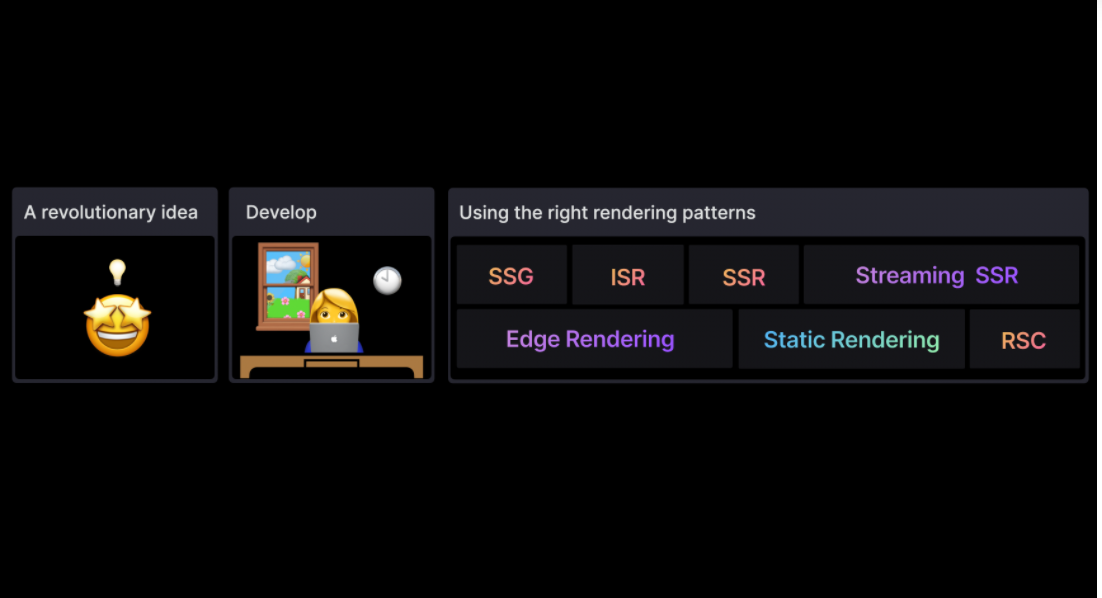 A revolutionary idea
Develop
Using the right rendering patterns
SSG
ISR
SSR
Streaming SSR
Edge Rendering
Static Rendering
RSC